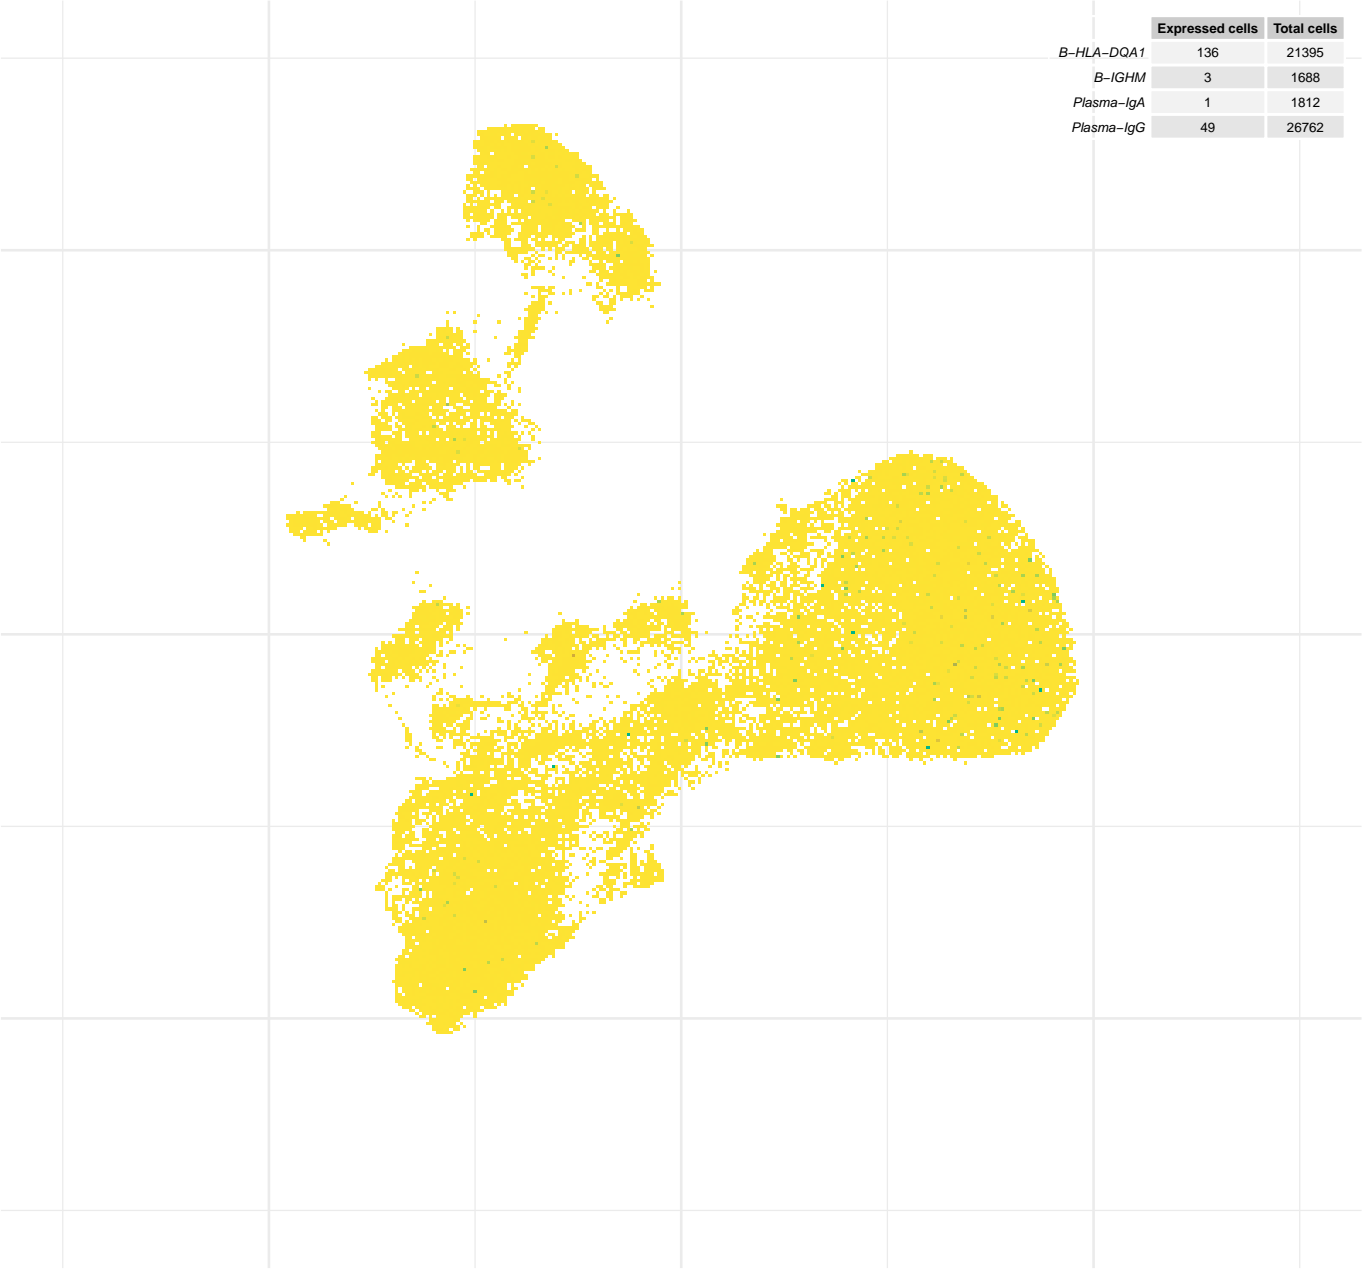 Expressed cells Total cells
B–HLA–DQA1 136 21395
B–IGHM 3 1688
Plasma–IgA 1 1812
Plasma–IgG 49 26762